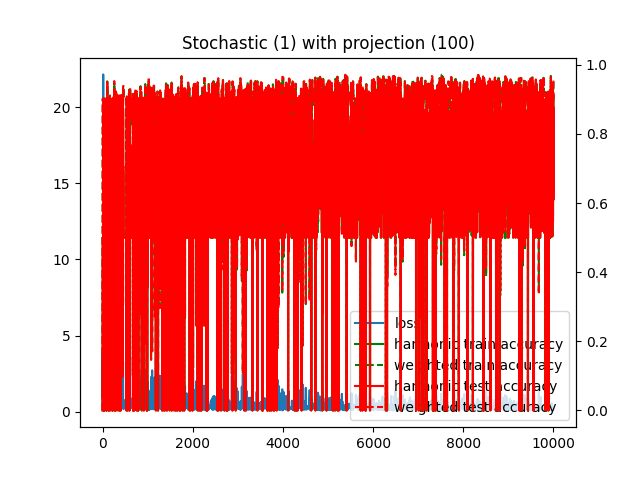 Stochastic (1) with projection (100)
20
15
10
5
0
1.0
0.8
0.6
0.4
0.2
0.0
loss
harmonic train accuracy
weighted train accuracy
harmonic test accuracy
weighted test accuracy
0 2000 4000 6000 8000 10000